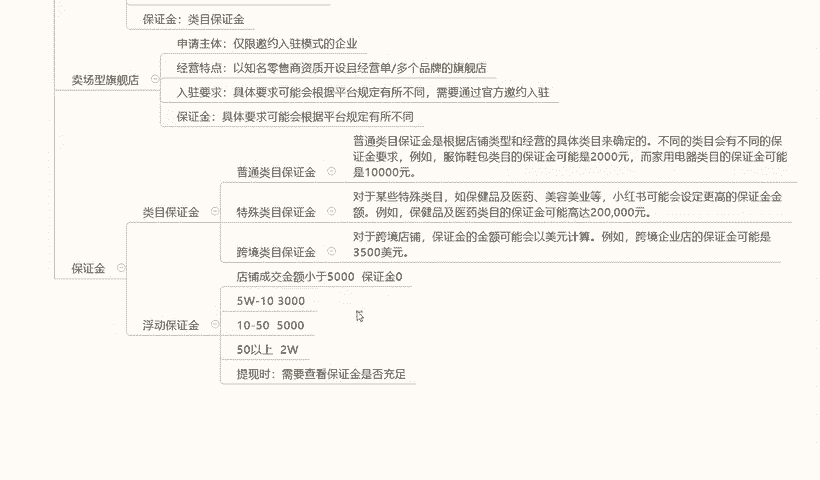 保证金：类目保证金
卖场型旗舰店
申请主体：仅限邀约入驻模式的企业
经营特点：以知名零售商资质开设且经营单/多个品牌的旗舰店
入驻要求：具体要求可能会根据平台规定有所不同，需要通过官方邀约入驻
保证金：具体要求可能会根据平台规定有所不同
保证金
类目保证金
普通类目保证金
普通类目保证金是根据店铺类型和经营的具体类目来确定的。不同的类目会有不同的保
证金要求，例如，服饰鞋包类目的保证金可能是2000元，而家用电器类目的保证金可能
是10000元。
特殊类目保证金
对于某些特殊类目，如保健品及医药、美容美业等，小红书可能会设定更高的保证金金
额。例如，保健品及医药类目的保证金可能高达200,000元。
跨境类目保证金
对于跨境店铺，保证金的金额可能会以美元计算。例如，跨境企业店的保证金可能是
3500美元。
浮动保证金
店铺成交金额小于5000  保证金0
5W-10 3000
10-50  5000
50以上  2W
提现时：需要查看保证金是否充足